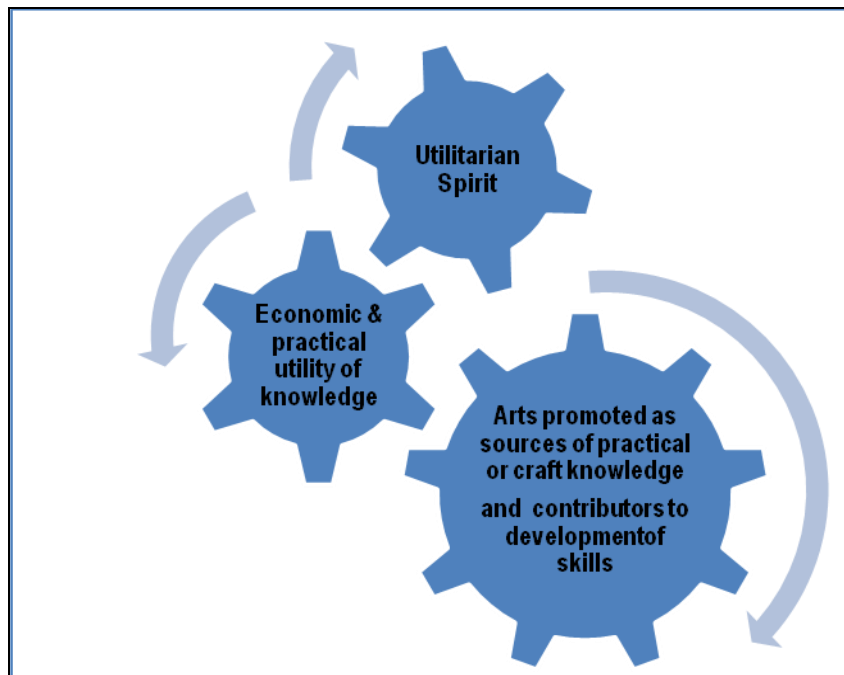 Utilitarian
Spirit
Economic &
practical
utility of
knowledge
Arts promoted as
sources of practical
or craft knowledge
and contributors to
developmentof
skills